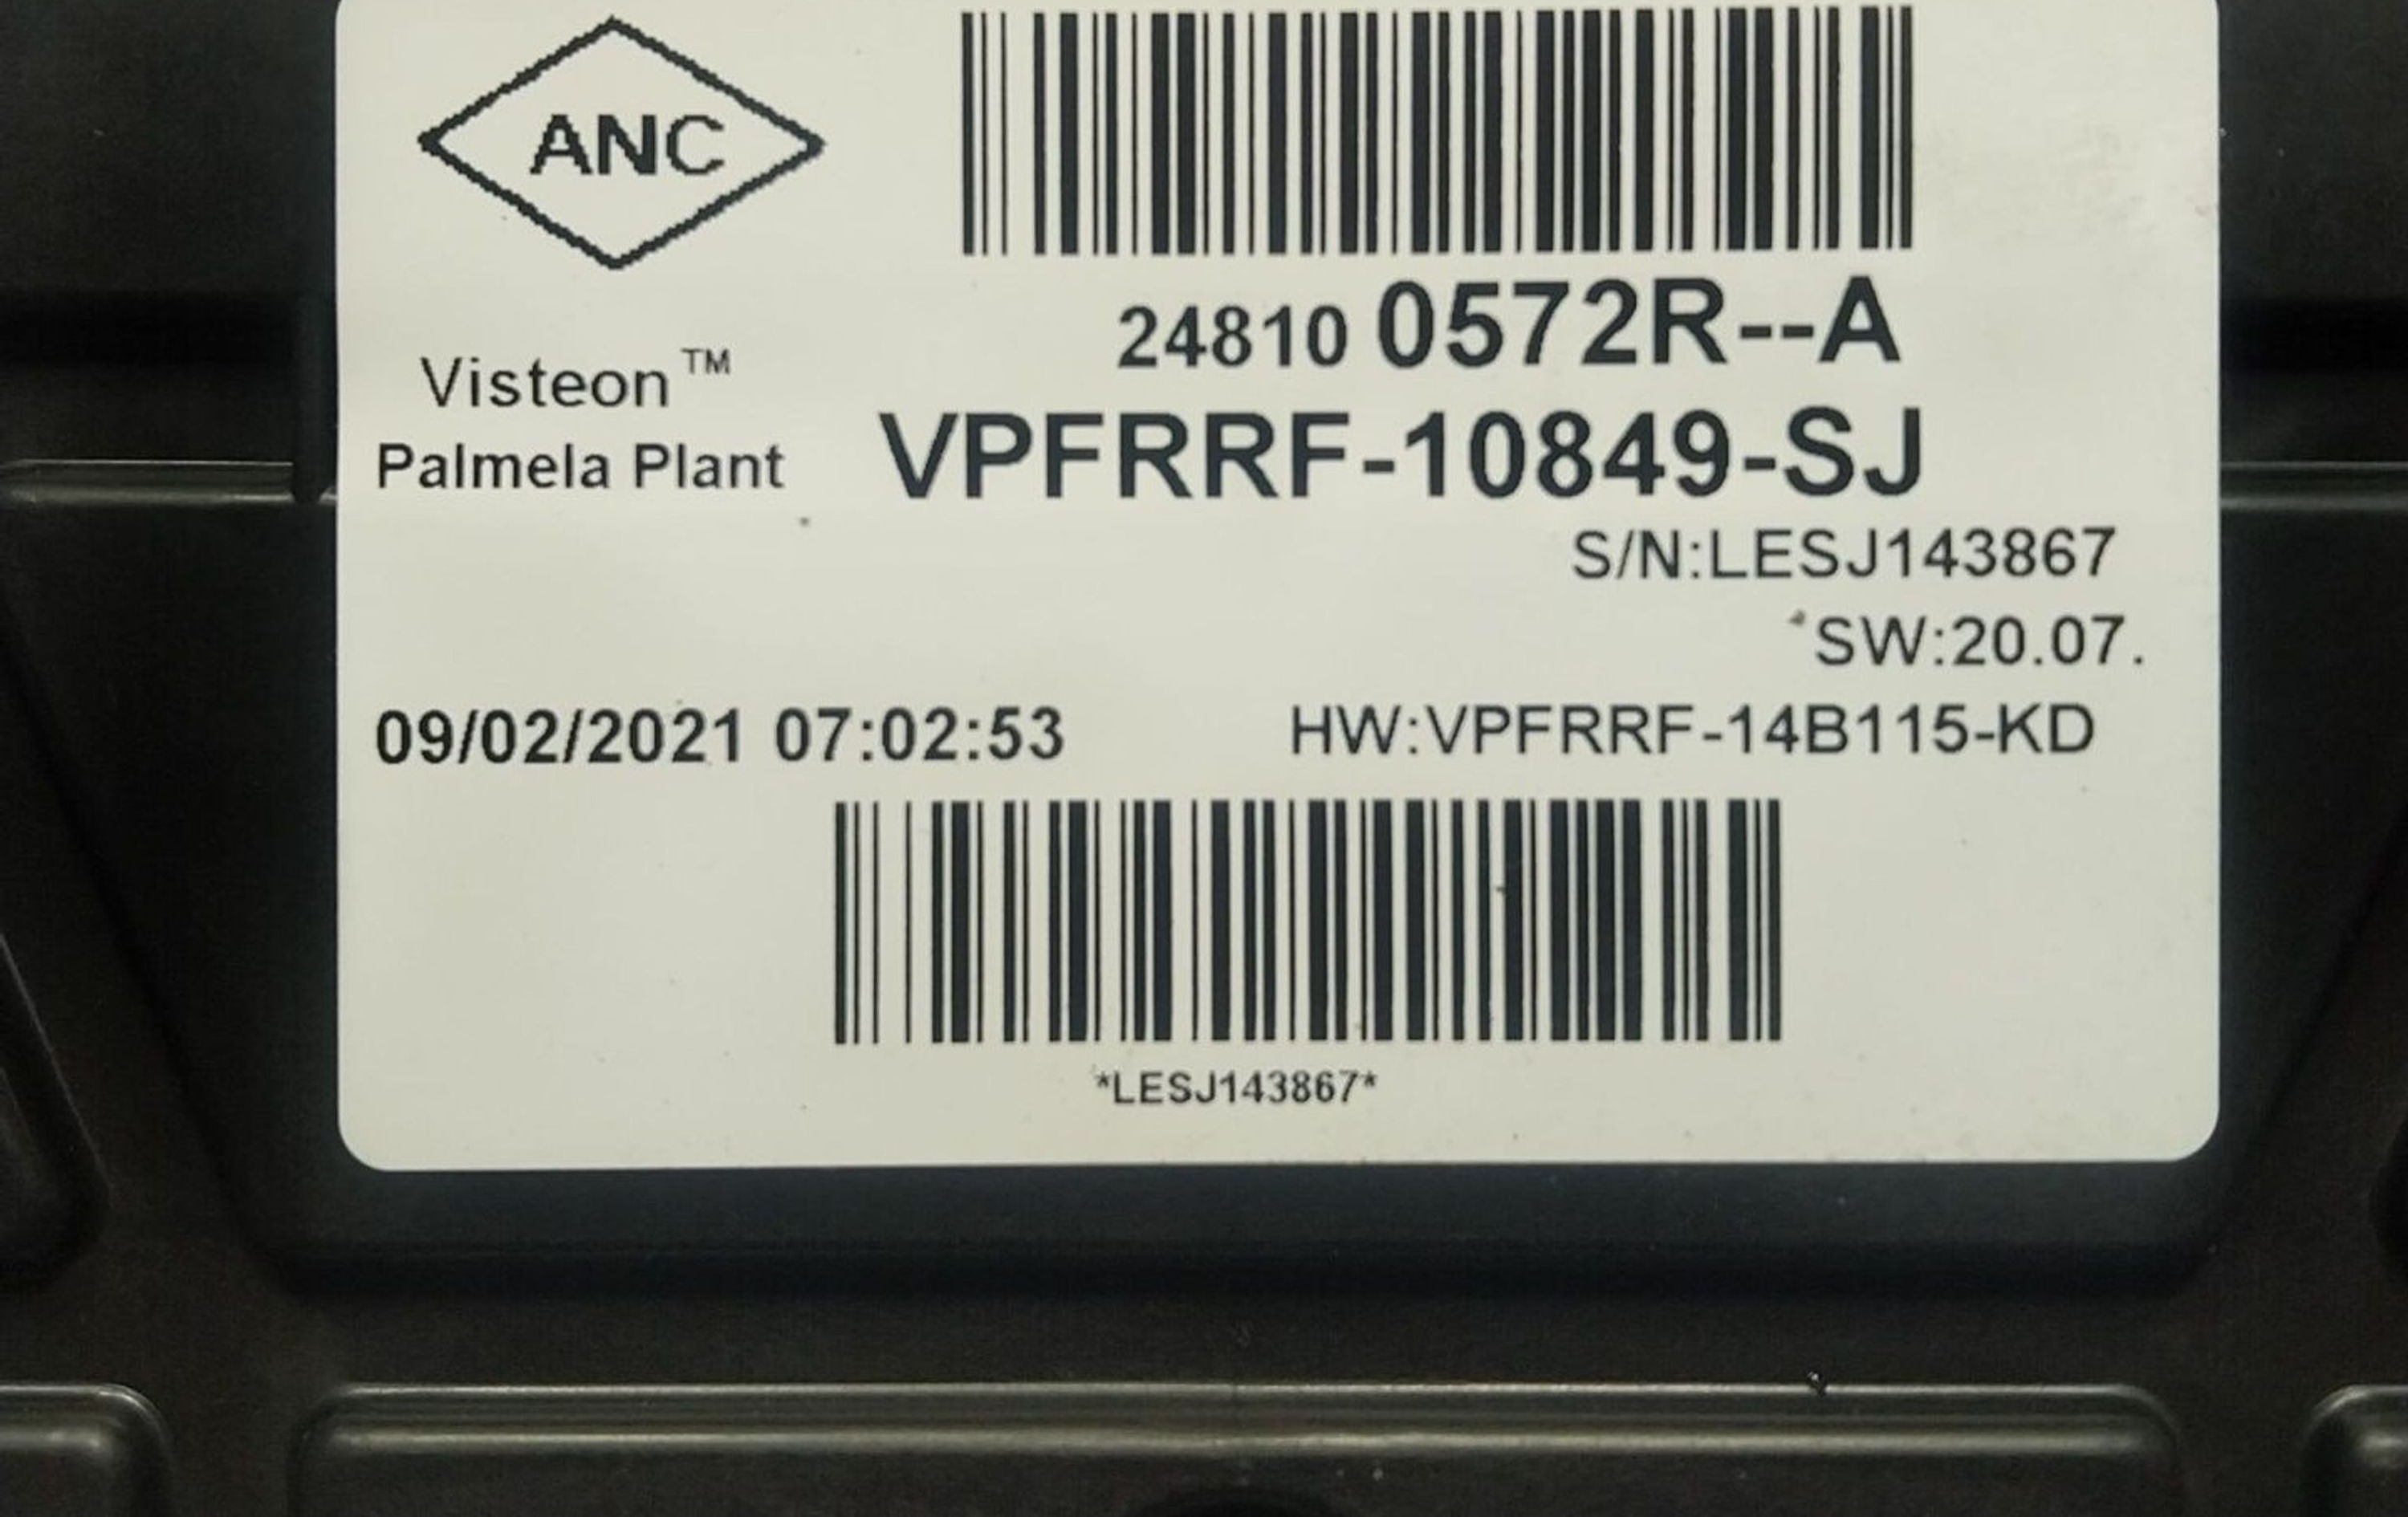 ANC
24810 0572R--A
Visteon™
Palmela Plant
VPFRRF-10849-SJ
S/N:LESJ143867
SW:20.07.
09/02/2021 07:02:53
HW:VPFRRF-14B115-KD
*LESJ143867*